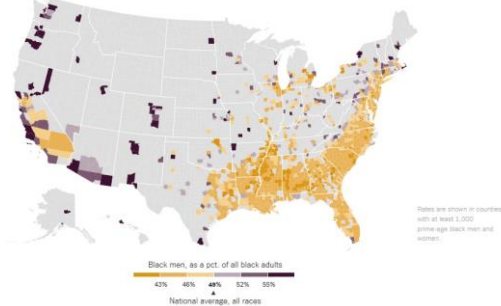 Rates are shown in counties
with at least 1,000
prime-age black men and
women.
Black men, as a pct. of all black adults
43% 46% 49% 52% 55%
National average, all races